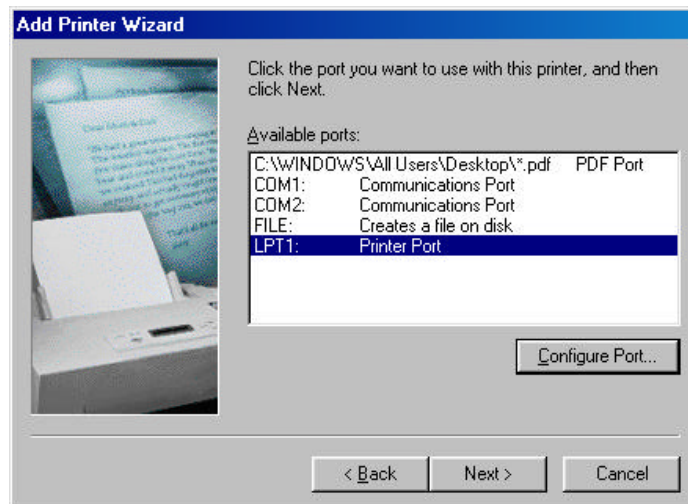 Add Printer Wizard
Click the port you want to use with this printer, and then
click Next.
Available ports:
C:\WINDOWS\All Users\Desktop\*.pdf PDF Port
COM1: Communications Port
COM2: Communications Port
FILE: Creates a file on disk
LPT1: Printer Port
Configure Port...
< Back Next > Cancel